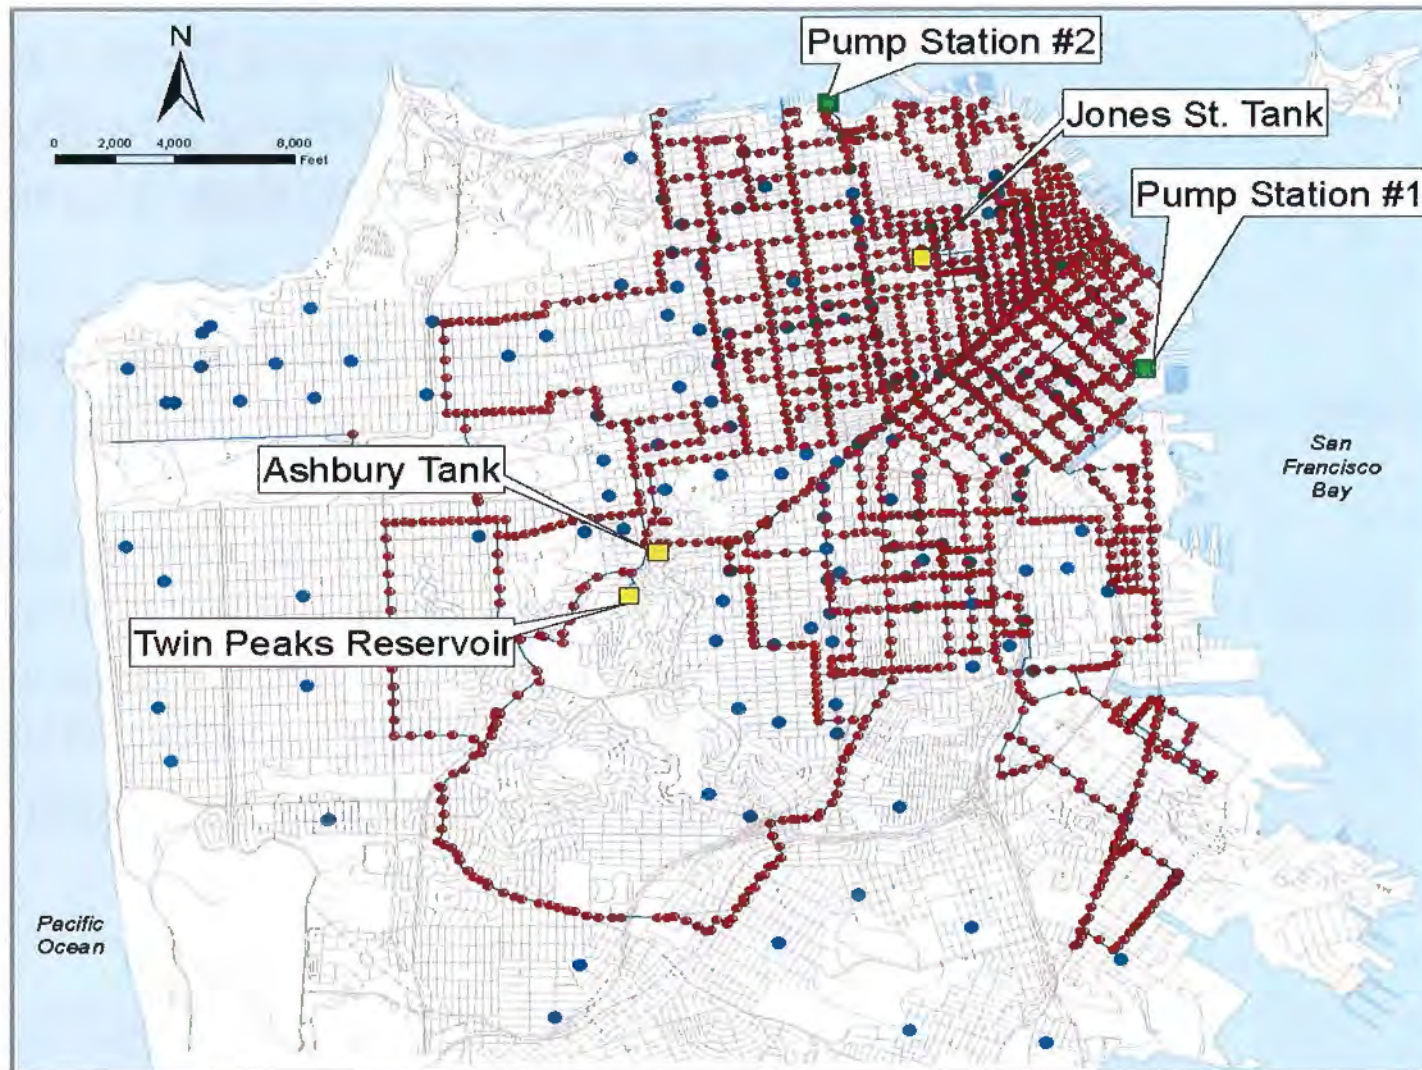 Pump Station #2
N
Jones St. Tank
0 2,000 4,000 8,000
Feet
Pump Station #1
San
Francisco
Bay
Ashbury Tank
Twin Peaks Reservoir
Pacific
Ocean